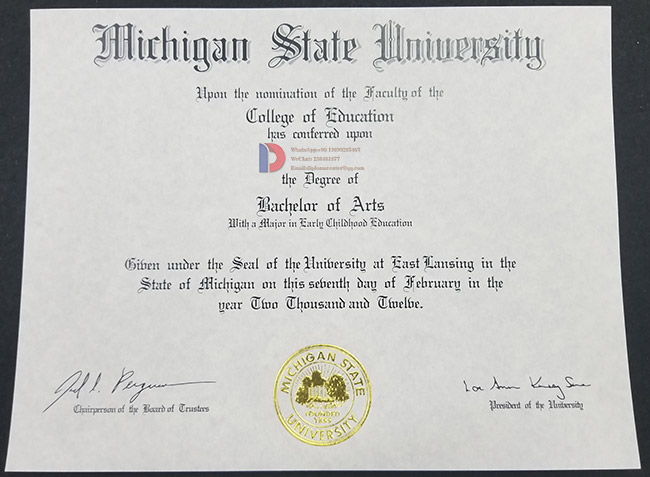 Michigan State University
Upon the nomination of the Faculty of the
College of Education
has conferred upon
the Degree of
Bachelor of Arts
With a Major in Early Childhood Education
Given under the Seal of the University at East Lansing in the
State of Michigan on this seventh day of February in the
year Two Thousand and Twelve.
MICHIGAN STATE
UNIVERSITY
FOUNDED
1855
Chairperson of the Board of Trustees
President of the University